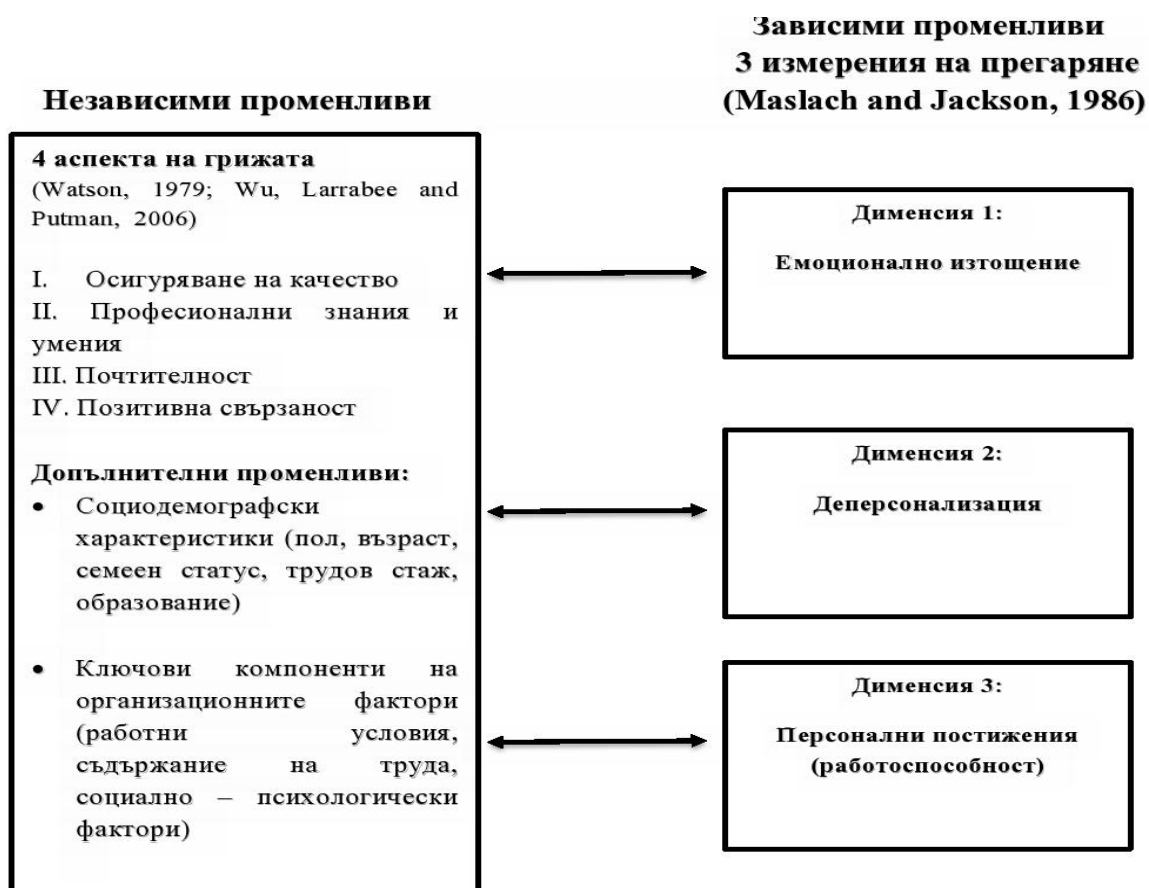 Независими променливи
4 аспекта на грижата
(Watson, 1979; Wu, Larrabee and
Putman, 2006)
I. Осигуряване на качество
II. Професионални знания и
умения
III. Почтителност
IV. Позитивна свързаност
Допълнителни променливи:
• Социодемографски
характеристики (пол, възраст,
семеен статус, трудов стаж,
образование)
• Ключови компоненти на
организационните фактори
(работни условия,
съдържание на труда,
социално – психологически
фактори)
Зависими променливи
3 измерения на прегаряне
(Maslach and Jackson, 1986)
Дименсия 1:
Емоционално изтощение
Дименсия 2:
Деперсонализация
Дименсия 3:
Персонални постижения
(работоспособност)